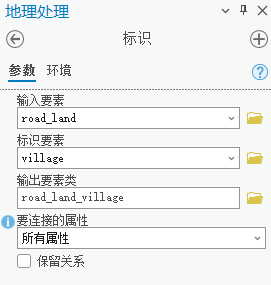 地理处理
标识
参数 环境
输入要素
road_land
标识要素
village
输出要素类
road_land_village
要连接的属性
所有属性
保留关系